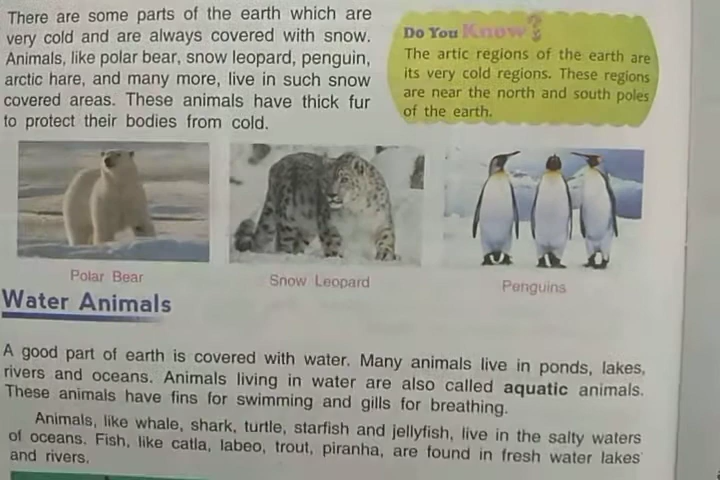 There are some parts of the earth which are
very cold and are always covered with snow.
Animals, like polar bear, snow leopard, penguin,
arctic hare, and many more, live in such snow
covered areas. These animals have thick fur
to protect their bodies from cold.
Do You Know?
The artic regions of the earth are
its very cold regions. These regions
are near the north and south poles
of the earth.
Polar Bear
Snow Leopard
Penguins
Water Animals
A good part of earth is covered with water. Many animals live in ponds, lakes,
rivers and oceans. Animals living in water are also called aquatic animals.
These animals have fins for swimming and gills for breathing.
Animals, like whale, shark, turtle, starfish and jellyfish, live in the salty waters
of oceans. Fish, like catla, labeo, trout, piranha, are found in fresh water lakes
and rivers.